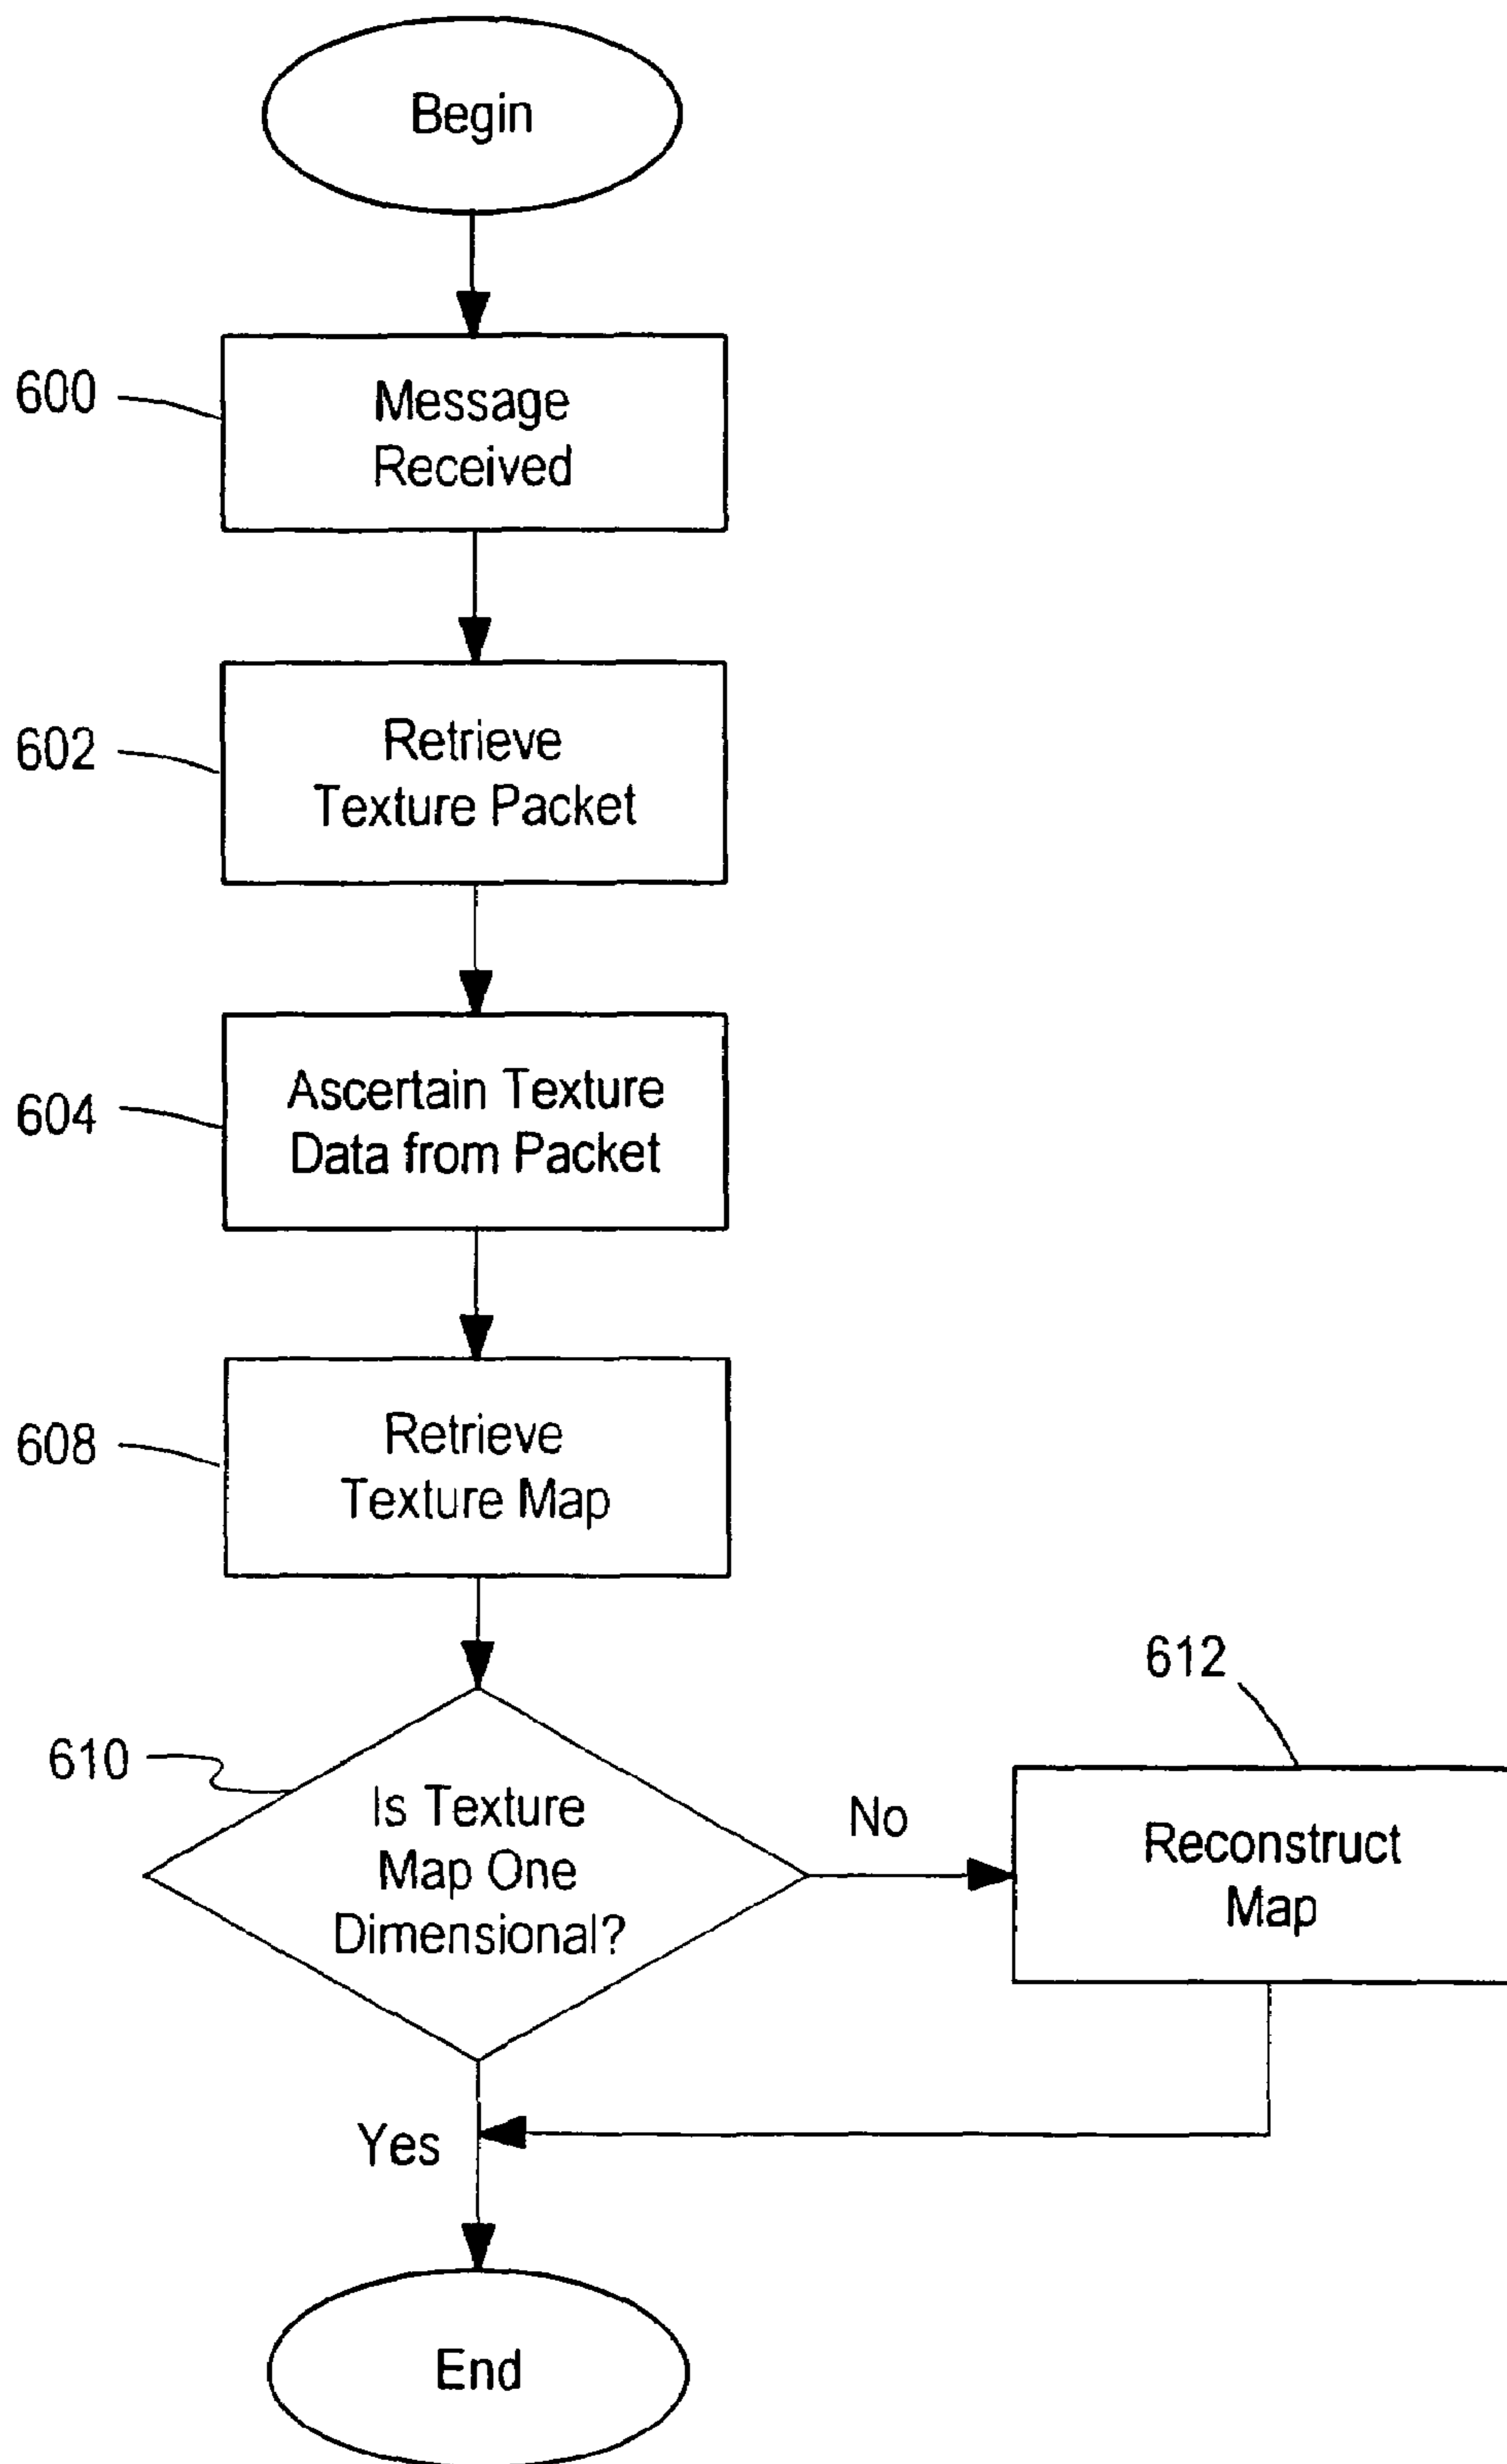 Begin
600
Message
Received
602
Retrieve
Texture Packet
604
Ascertain Texture
Data from Packet
608
Retrieve
Texture Map
612
610
Is Texture
Map One
Dimensional?
No
Reconstruct
Map
Yes
End